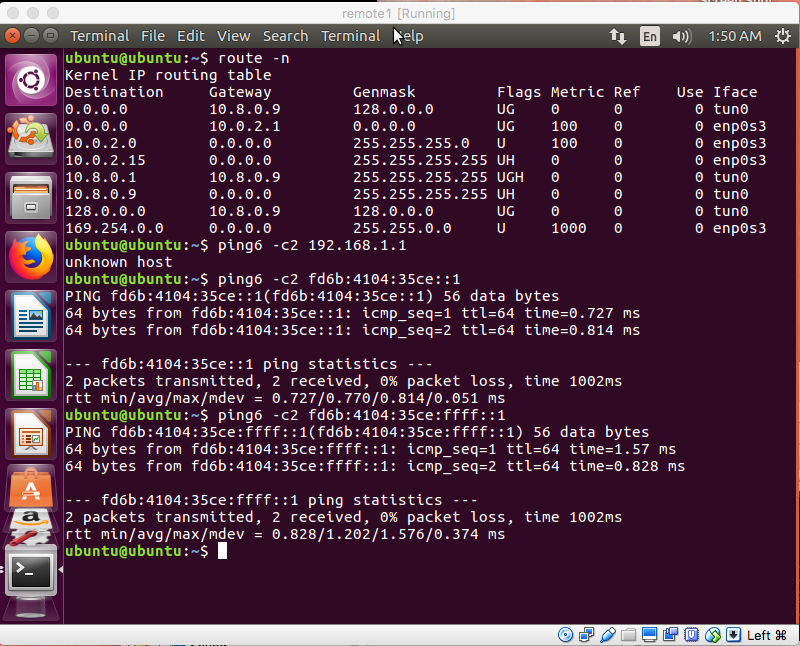 remote1 [Running]
Terminal File Edit View Search Terminal Help En 1:50 AM
ubuntu@ubuntu:~$ route -n
Kernel IP routing table
Destination Gateway Genmask Flags Metric Ref Use Iface
0.0.0.0 10.8.0.9 128.0.0.0 UG 0 0 0 tun0
0.0.0.0 10.0.2.1 0.0.0.0 UG 100 0 0 enp0s3
10.0.2.0 0.0.0.0 255.255.255.0 U 100 0 0 enp0s3
10.0.2.15 0.0.0.0 255.255.255.255 UH 0 0 0 enp0s3
10.8.0.1 10.8.0.9 255.255.255.255 UGH 0 0 0 tun0
10.8.0.9 0.0.0.0 255.255.255.255 UH 0 0 0 tun0
128.0.0.0 10.8.0.9 128.0.0.0 UG 0 0 0 tun0
169.254.0.0 0.0.0.0 255.255.0.0 U 1000 0 0 enp0s3
ubuntu@ubuntu:~$ ping6 -c2 192.168.1.1
unknown host
ubuntu@ubuntu:~$ ping6 -c2 fd6b:4104:35ce::1
PING fd6b:4104:35ce::1(fd6b:4104:35ce::1) 56 data bytes
64 bytes from fd6b:4104:35ce::1: icmp_seq=1 ttl=64 time=0.727 ms
64 bytes from fd6b:4104:35ce::1: icmp_seq=2 ttl=64 time=0.814 ms
--- fd6b:4104:35ce::1 ping statistics ---
2 packets transmitted, 2 received, 0% packet loss, time 1002ms
rtt min/avg/max/mdev = 0.727/0.770/0.814/0.051 ms
ubuntu@ubuntu:~$ ping6 -c2 fd6b:4104:35ce:ffff::1
PING fd6b:4104:35ce:ffff::1(fd6b:4104:35ce:ffff::1) 56 data bytes
64 bytes from fd6b:4104:35ce:ffff::1: icmp_seq=1 ttl=64 time=1.57 ms
64 bytes from fd6b:4104:35ce:ffff::1: icmp_seq=2 ttl=64 time=0.828 ms
--- fd6b:4104:35ce:ffff::1 ping statistics ---
2 packets transmitted, 2 received, 0% packet loss, time 1002ms
rtt min/avg/max/mdev = 0.828/1.202/1.576/0.374 ms
ubuntu@ubuntu:~$
Left ⌘